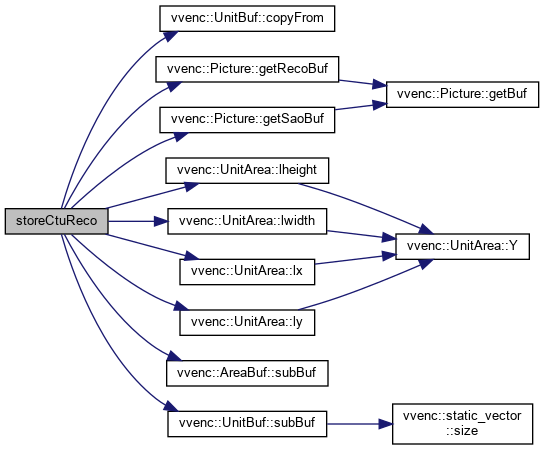 vvenc::UnitBuf::copyFrom
vvenc::Picture::getRecoBuf
vvenc::Picture::getBuf
vvenc::Picture::getSaoBuf
vvenc::UnitArea::lheight
storeCtuReco
vvenc::UnitArea::lwidth
vvenc::UnitArea::Y
vvenc::UnitArea::lx
vvenc::UnitArea::ly
vvenc::AreaBuf::subBuf
vvenc::UnitBuf::subBuf
vvenc::static_vector
::size